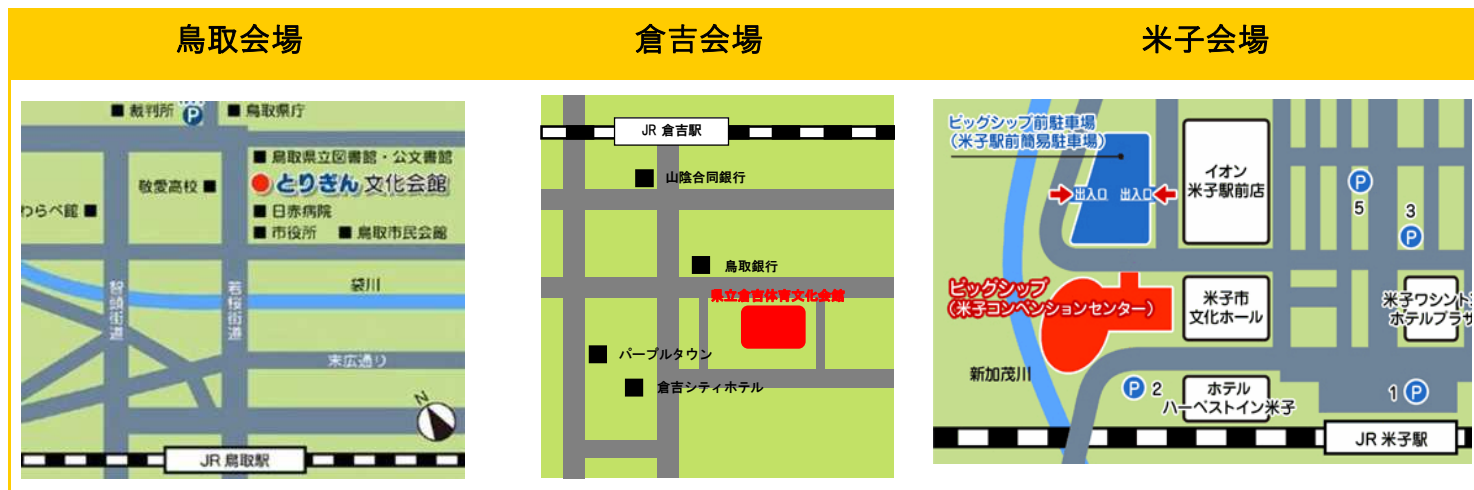 鳥取会場
倉吉会場
米子会場
裁判所
P
鳥取県庁
鳥取県立図書館・公文書館
敬愛高校
とりぎん文化会館
わらべ館
日赤病院
市役所
鳥取市民会館
智頭街道
若桜街道
袋川
末広通り
N
JR 鳥取駅
JR 倉吉駅
山陰合同銀行
鳥取銀行
県立倉吉体育文化会館
パープルタウン
倉吉シティホテル
ビッグシップ前駐車場
(米子駅前簡易駐車場)
出入口 出入口
イオン
米子駅前店
P
5
3
P
ビッグシップ
(米子コンベンションセンター)
米子市
文化ホール
米子ワシントン
ホテルプラザ
新加茂川
P 2
ホテル
ハーベストイン米子
1 P
JR 米子駅